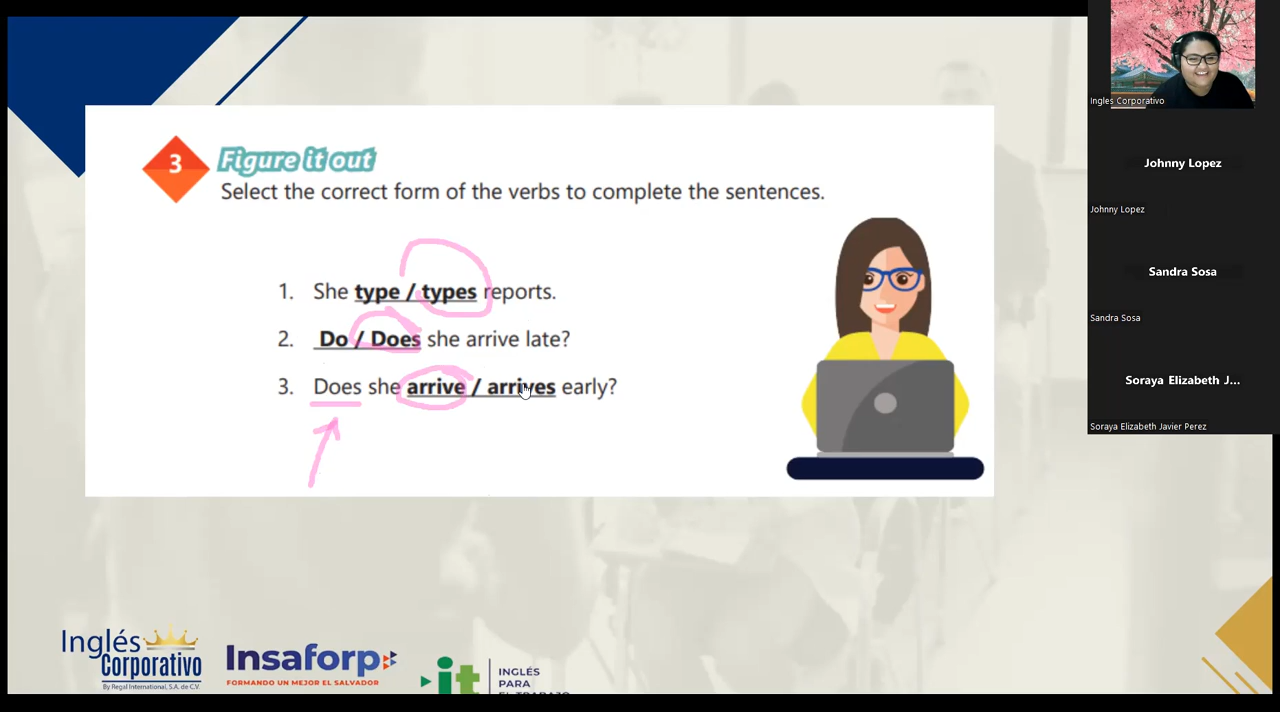 3
Figure it out
Select the correct form of the verbs to complete the sentences.
1. She type / types reports.
2. Do / Does she arrive late?
3. Does she arrive / arrives early?
Inglés
Corporativo
By Regal International, S.A. de C.V.
Insaforp
FORMANDO UN MEJOR EL SALVADOR
it
INGLÉS
PARA
EL TRABAJO
Ingles Corporativo
Johnny Lopez
Johnny Lopez
Sandra Sosa
Sandra Sosa
Soraya Elizabeth J...
Soraya Elizabeth Javier Perez